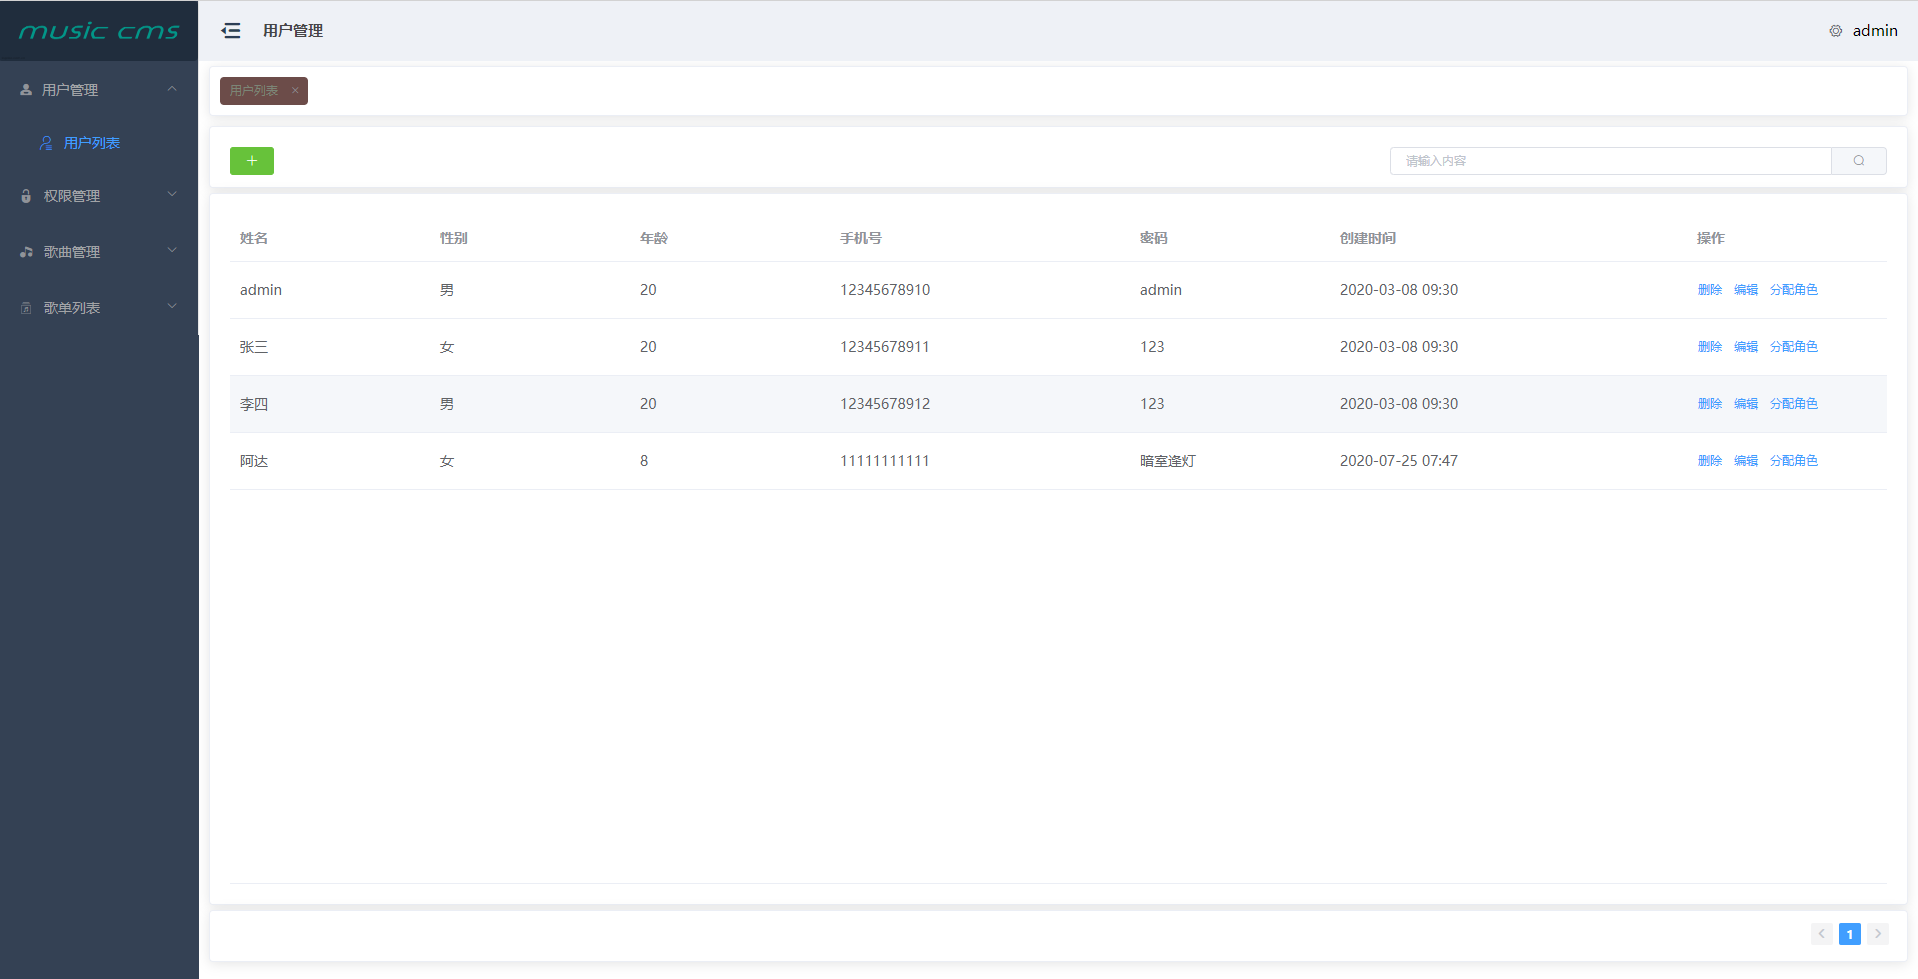 music cms
用户管理
admin
用户管理
用户列表
权限管理
歌曲管理
歌单列表
用户列表 ×
+
请输入内容
姓名 性别 年龄 手机号 密码 创建时间 操作
admin 男 20 12345678910 admin 2020-03-08 09:30 删除 编辑 分配角色
张三 女 20 12345678911 123 2020-03-08 09:30 删除 编辑 分配角色
李四 男 20 12345678912 123 2020-03-08 09:30 删除 编辑 分配角色
阿达 女 8 11111111111 暗室逢灯 2020-07-25 07:47 删除 编辑 分配角色
1